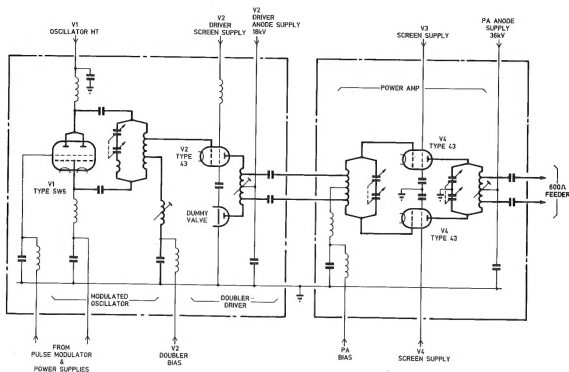 V1
OSCILLATOR HT
V2
DRIVER
SCREEN SUPPLY
V2
DRIVER
ANODE SUPPLY
18kV
V3
SCREEN SUPPLY
PA ANODE
SUPPLY
36kV
POWER AMP
V1
TYPE SW5
V2
TYPE
43
DUMMY
VALVE
V4
TYPE 43
V4
TYPE 43
600Ω
FEEDER
MODULATED
OSCILLATOR
DOUBLER-
DRIVER
FROM
PULSE MODULATOR
&
POWER SUPPLIES
V2
DOUBLER
BIAS
PA
BIAS
V4
SCREEN SUPPLY